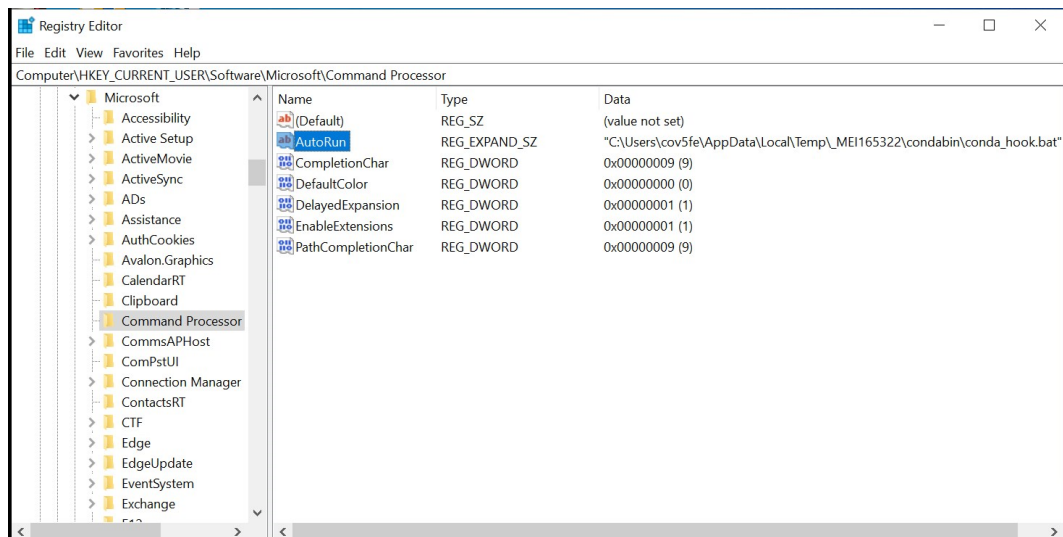 Registry Editor
File Edit View Favorites Help
Computer\HKEY_CURRENT_USER\Software\Microsoft\Command Processor
Microsoft
Accessibility
Active Setup
ActiveMovie
ActiveSync
ADs
Assistance
AuthCookies
Avalon.Graphics
CalendarRT
Clipboard
Command Processor
CommsAPHost
ComPstUI
Connection Manager
ContactsRT
CTF
Edge
EdgeUpdate
EventSystem
Exchange
F12
Name Type Data
ab (Default) REG_SZ (value not set)
ab AutoRun REG_EXPAND_SZ "C:\Users\cov5fe\AppData\Local\Temp\_MEI165322\condabin\conda_hook.bat"
CompletionChar REG_DWORD 0x00000009 (9)
DefaultColor REG_DWORD 0x00000000 (0)
DelayedExpansion REG_DWORD 0x00000001 (1)
EnableExtensions REG_DWORD 0x00000001 (1)
PathCompletionChar REG_DWORD 0x00000009 (9)